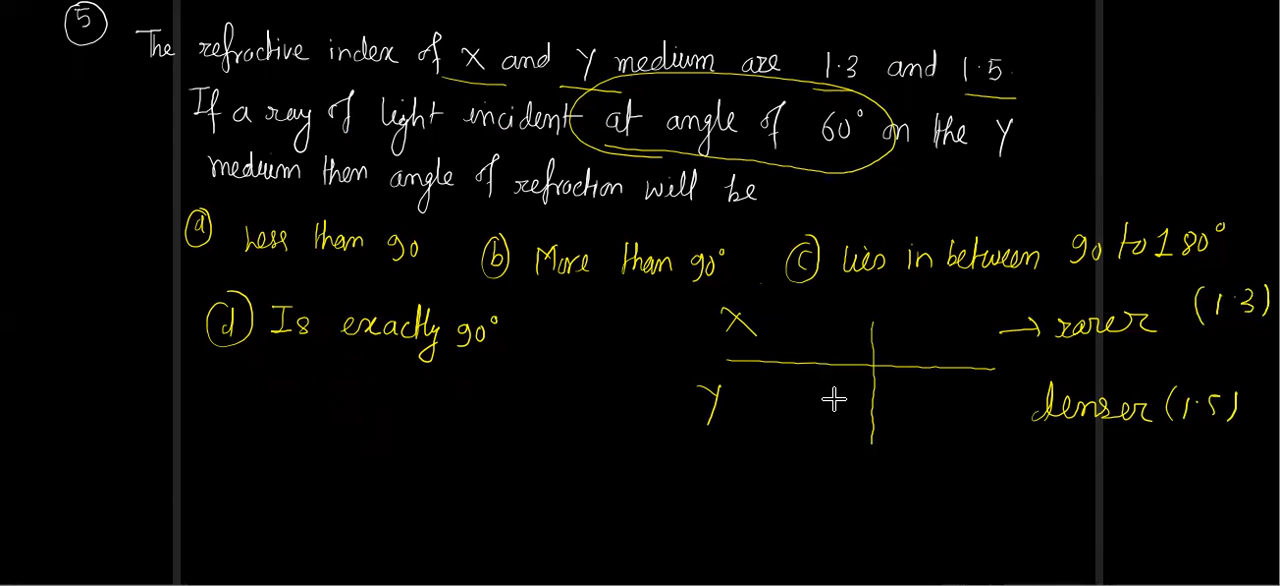 5
The refractive index of X and Y medium are 1.3 and 1.5.
If a ray of light incident at angle of 60° on the Y
medium then angle of refraction will be
a Less than 90 b More than 90° c lies in between 90 to 180°
d Is exactly 90°
X → rarer (1.3)
Y denser (1.5)